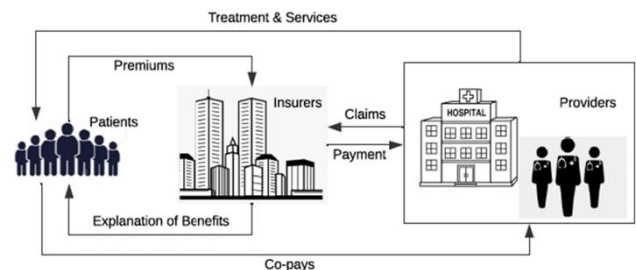 Treatment & Services
Premiums
Patients
Insurers
Claims
Payment
HOSPITAL
Providers
Explanation of Benefits
Co-pays